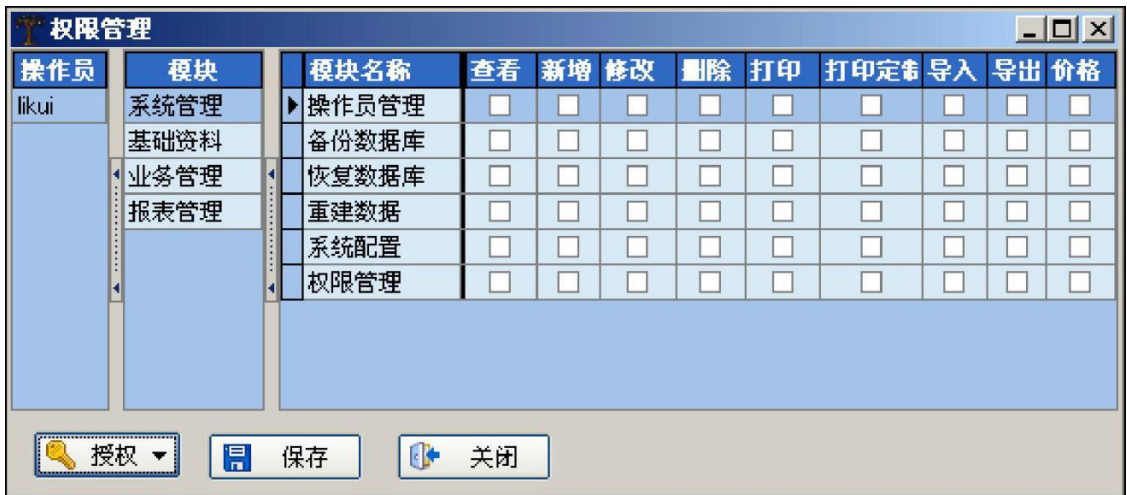 权限管理
操作员 模块 模块名称 查看 新增 修改 删除 打印 打印定制 导入 导出 价格
likui 系统管理 操作员管理
基础资料 备份数据库
业务管理 恢复数据库
报表管理 重建数据
系统配置
权限管理
授权 保存 关闭